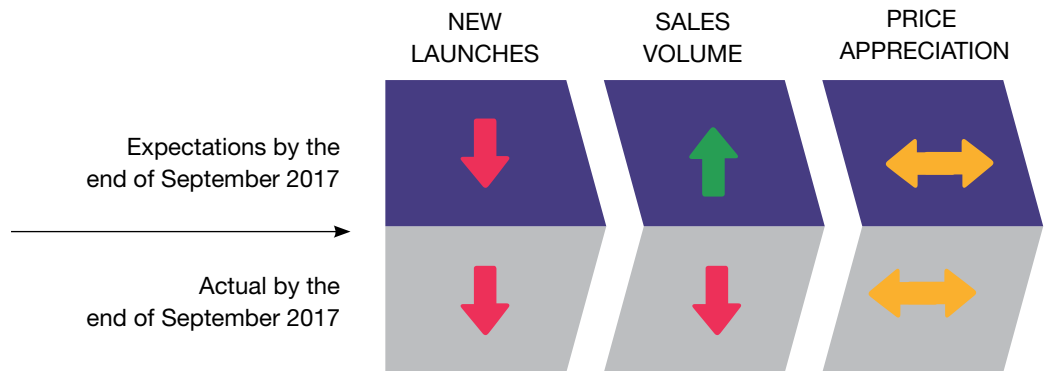 NEW
LAUNCHES
SALES
VOLUME
PRICE
APPRECIATION
Expectations by the
end of September 2017
Actual by the
end of September 2017